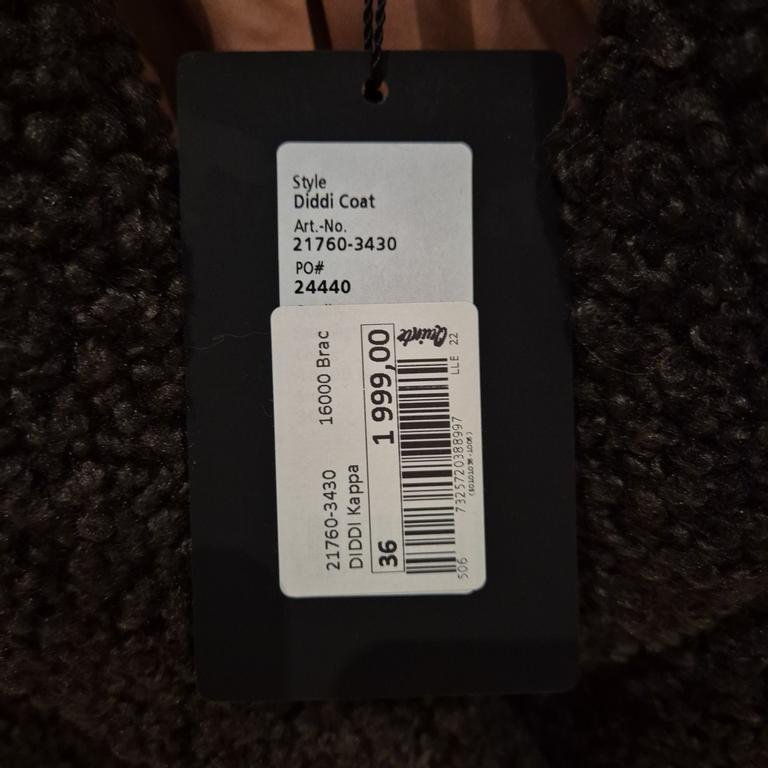 Style
Diddi Coat
Art.-No.
21760-3430
PO#
24440
21760-3430 16000 Brac
DIDDI Kappa
36 1 999,00
Quinte
506 7325720388997 LLE 22